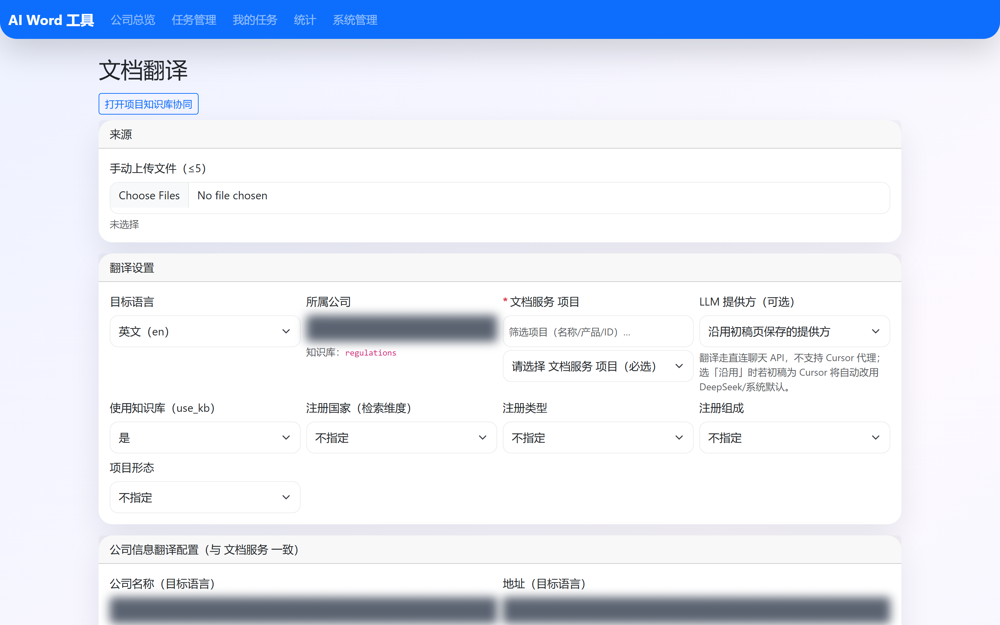 AI Word 工具 公司总览 任务管理 我的任务 统计 系统管理
文档翻译
打开项目知识库协同
来源
手动上传文件（≤5）
Choose Files No file chosen
未选择
翻译设置
目标语言
英文（en）
所属公司
知识库：regulations
* 文档服务 项目
筛选项目（名称/产品/ID）...
请选择 文档服务 项目（必选）
LLM 提供方（可选）
沿用初稿页保存的提供方
翻译走直连聊天 API，不支持 Cursor 代理；
选「沿用」时若初稿为 Cursor 将自动改用
DeepSeek/系统默认。
使用知识库（use_kb）
是
注册国家（检索维度）
不指定
注册类型
不指定
注册组成
不指定
项目形态
不指定
公司信息翻译配置（与 文档服务 一致）
公司名称（目标语言）
地址（目标语言）